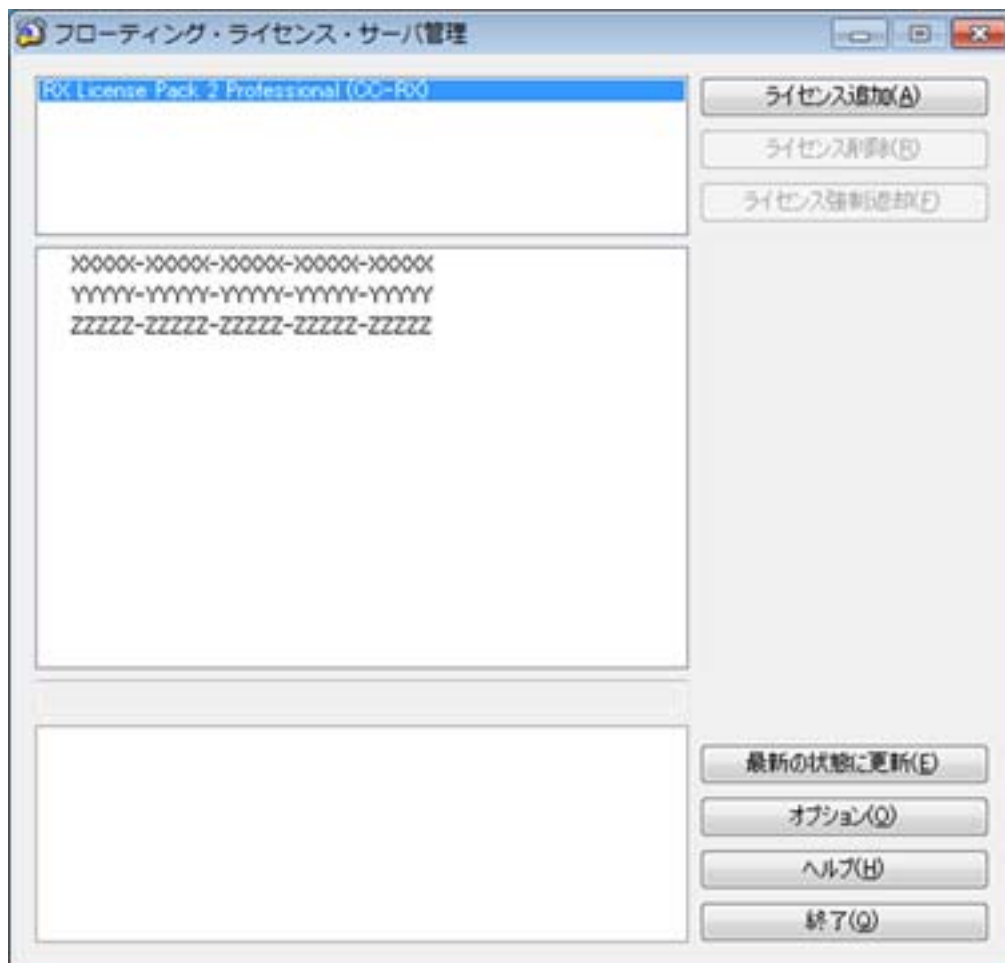 フローティング・ライセンス・サーバ管理
RX License Pack 2 Professional (CC-RX)
ライセンス追加(A)
ライセンス削除(R)
ライセンス強制返却(F)
XXXXX-XXXXX-XXXXX-XXXXX-XXXXX
YYYYY-YYYYY-YYYYY-YYYYY-YYYYY
ZZZZZ-ZZZZZ-ZZZZZ-ZZZZZ-ZZZZZ
最新の状態に更新(E)
オプション(O)
ヘルプ(H)
終了(Q)